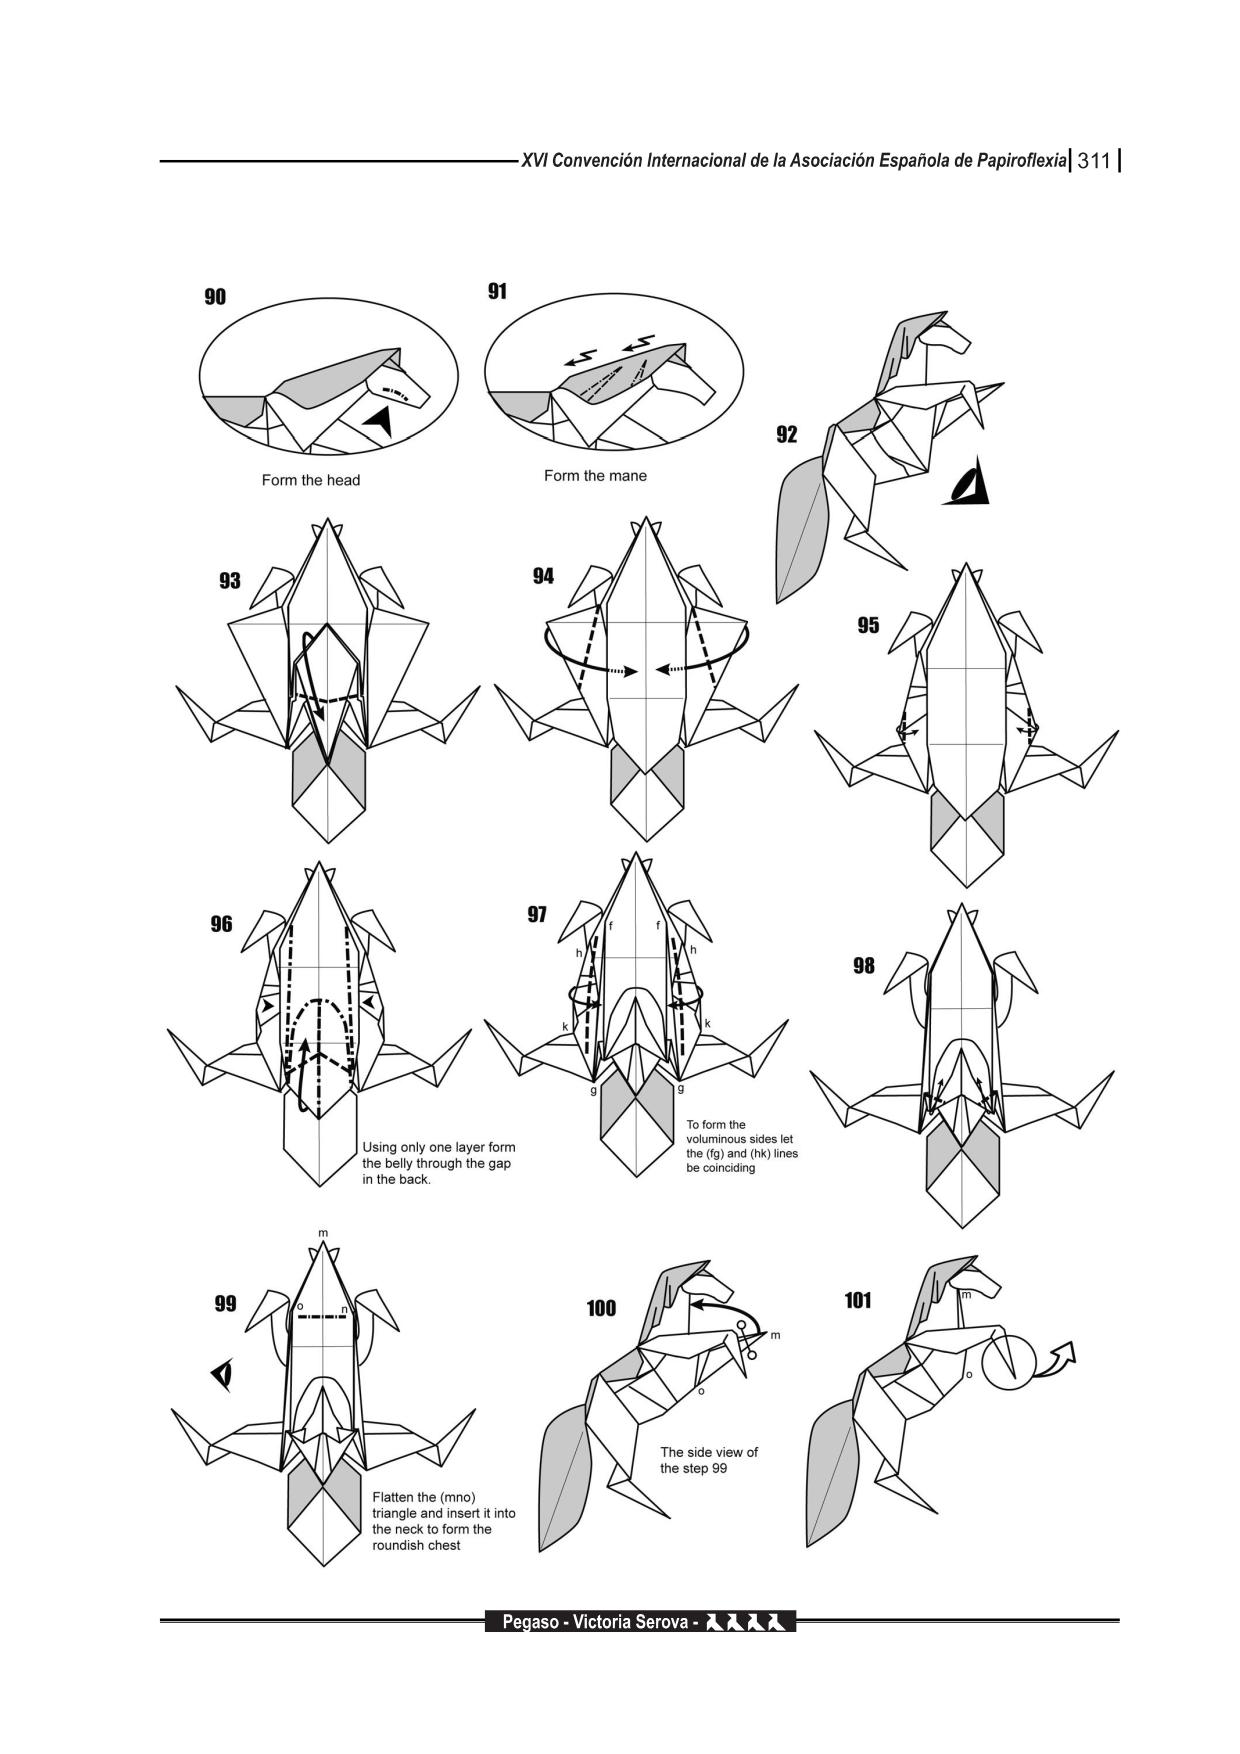 XVI Convención Internacional de la Asociación Española de Papiroflexia 311
90
Form the head
91
Form the mane
92
93
94
95
96
Using only one layer form
the belly through the gap
in the back.
97
f f
h h
k k
g g
To form the
voluminous sides let
the (fg) and (hk) lines
be coinciding
98
99
m
o n
Flatten the (mno)
triangle and insert it into
the neck to form the
roundish chest
100
m
o
The side view of
the step 99
101
m
o
Pegaso - Victoria Serova -